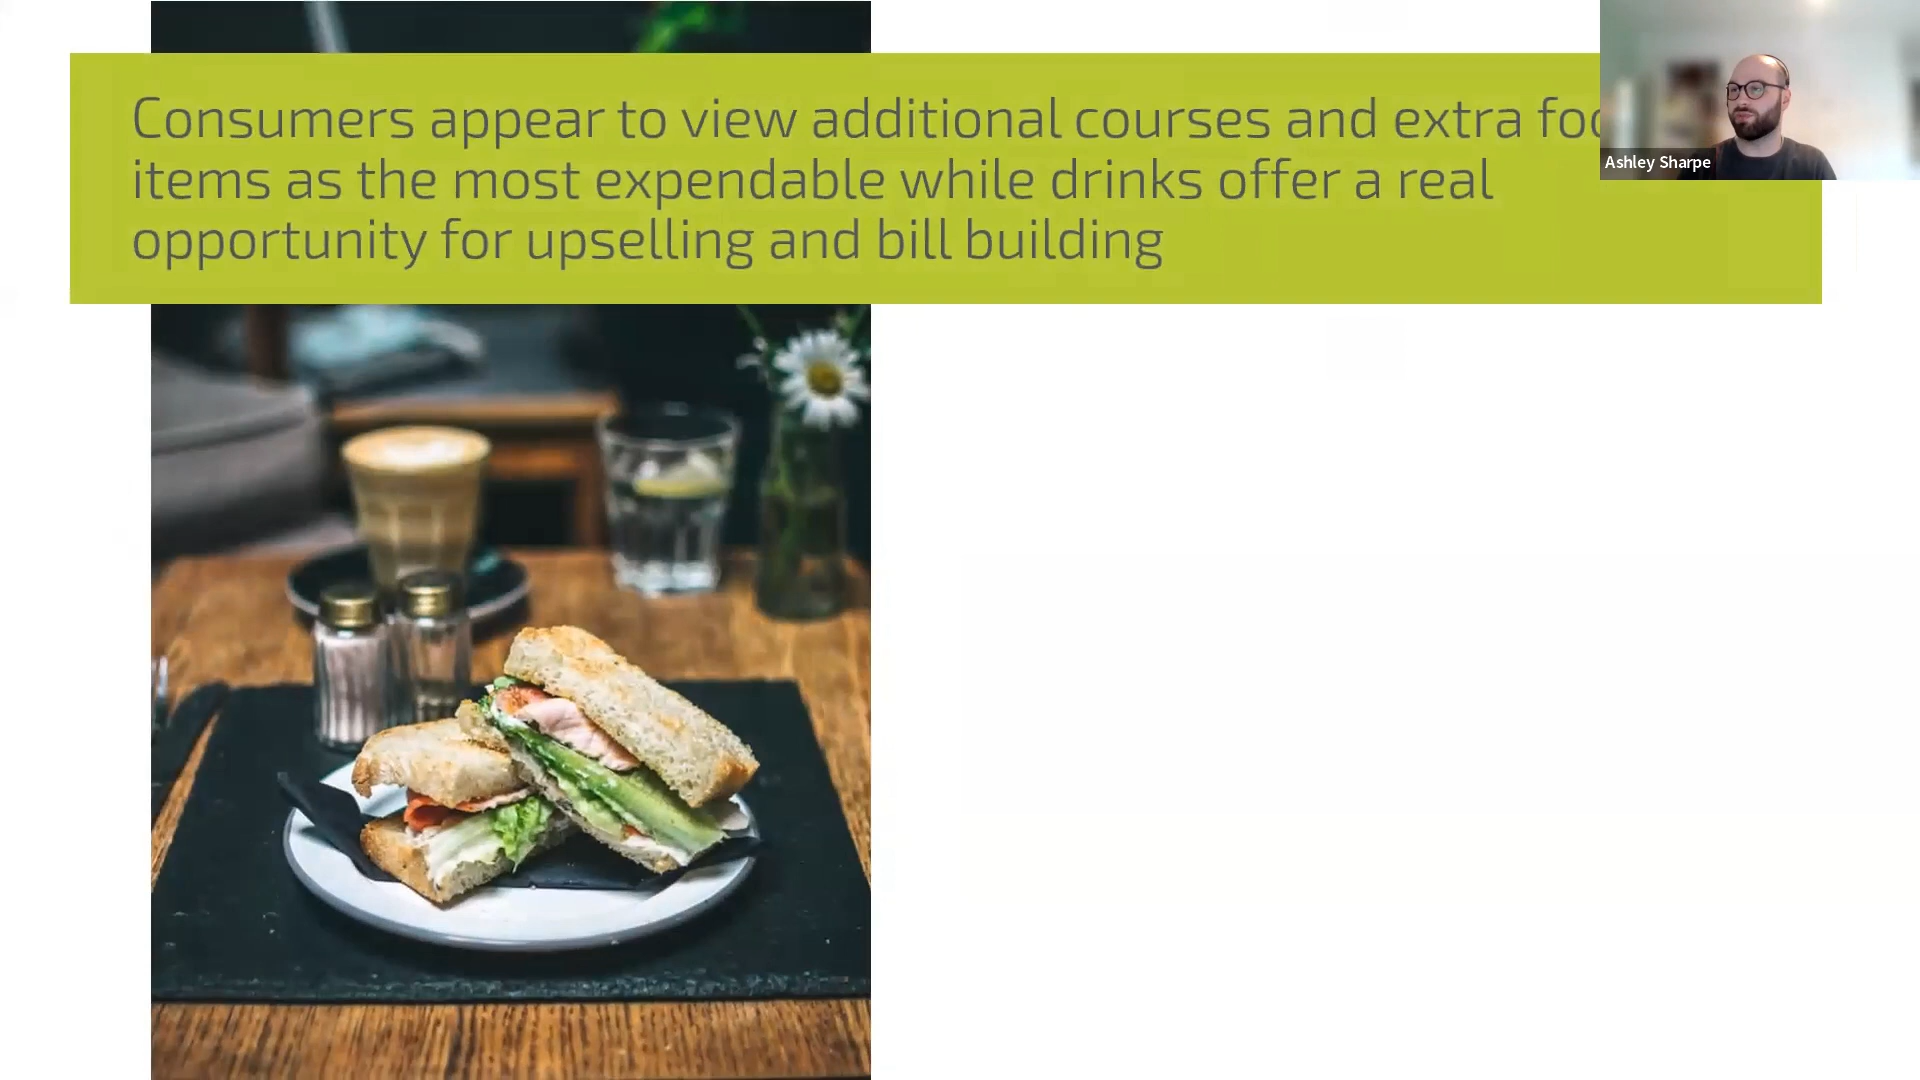 Consumers appear to view additional courses and extra
items as the most expendable while drinks offer a real
opportunity for upselling and bill building
Ashley Sharpe